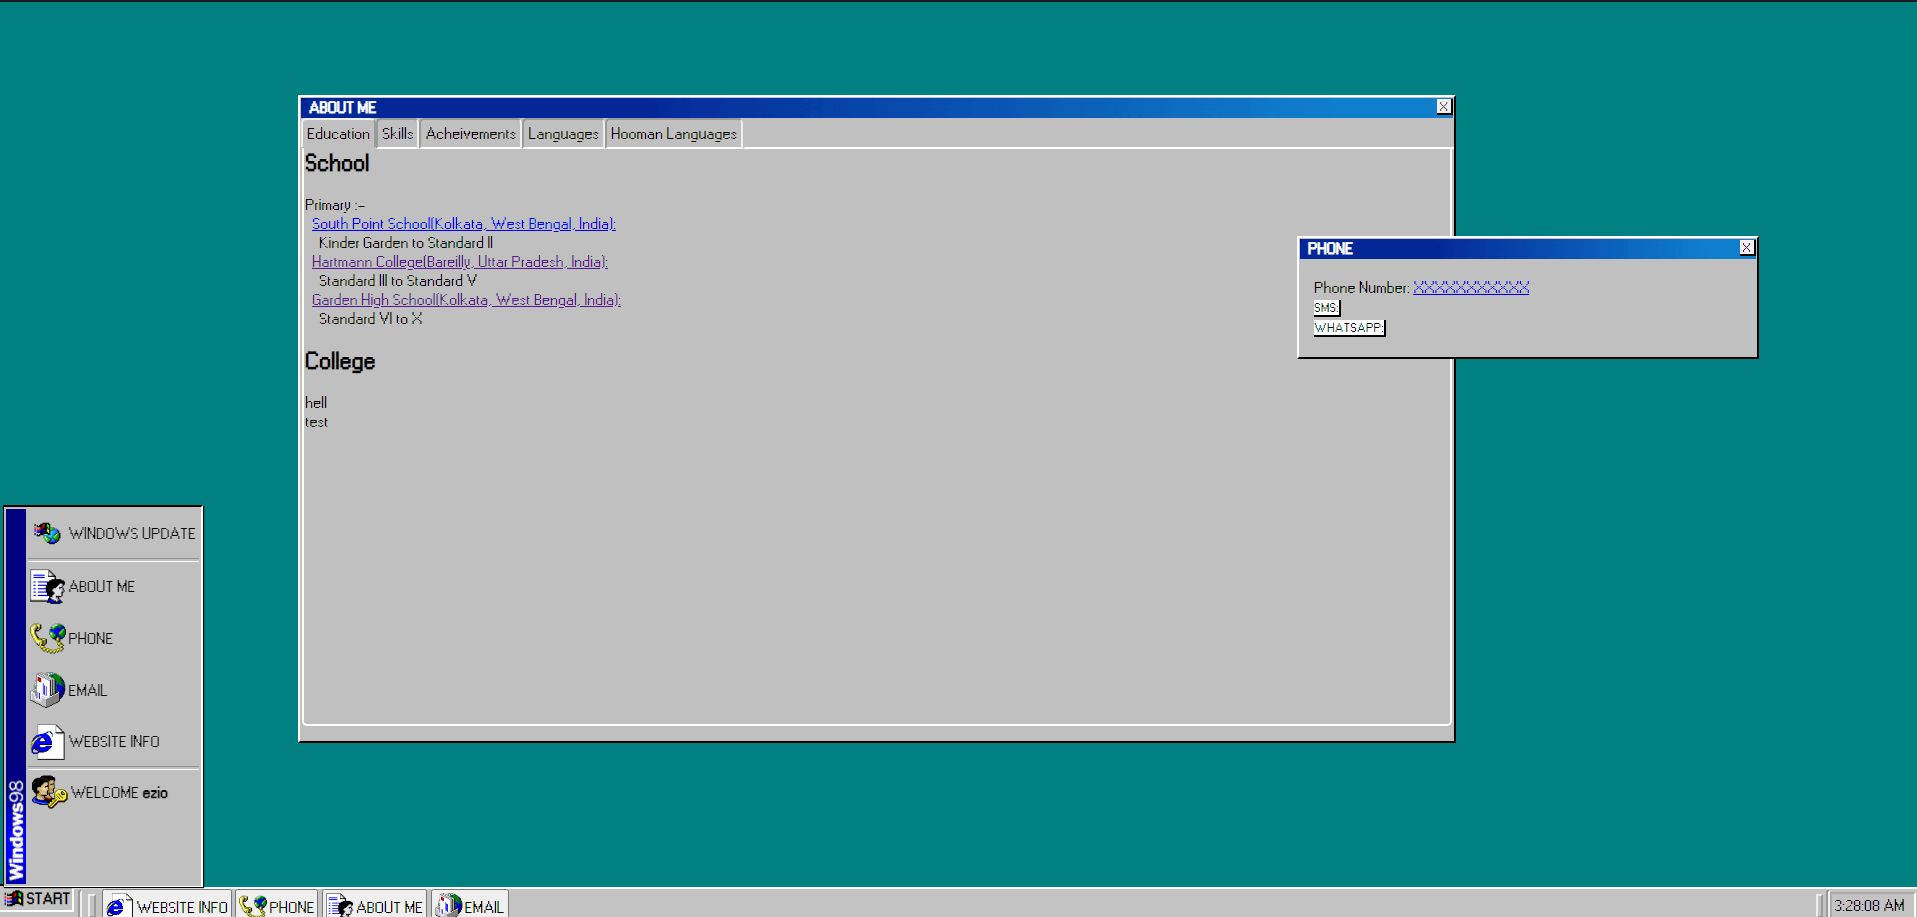 ABOUT ME
Education Skills Acheivements Languages Hooman Languages
School
Primary :-
South Point School(Kolkata, West Bengal, India):
Kinder Garden to Standard II
Hartmann College(Bareilly, Uttar Pradesh, India):
Standard III to Standard V
Garden High School(Kolkata, West Bengal, India):
Standard VI to X
College
hell
test
PHONE
Phone Number: XXXXXXXXXXX
SMS:
WHATSAPP:
WINDOWS UPDATE
ABOUT ME
PHONE
EMAIL
WEBSITE INFO
WELCOME ezio
Windows98
START
WEBSITE INFO
PHONE
ABOUT ME
EMAIL
3:28:08 AM